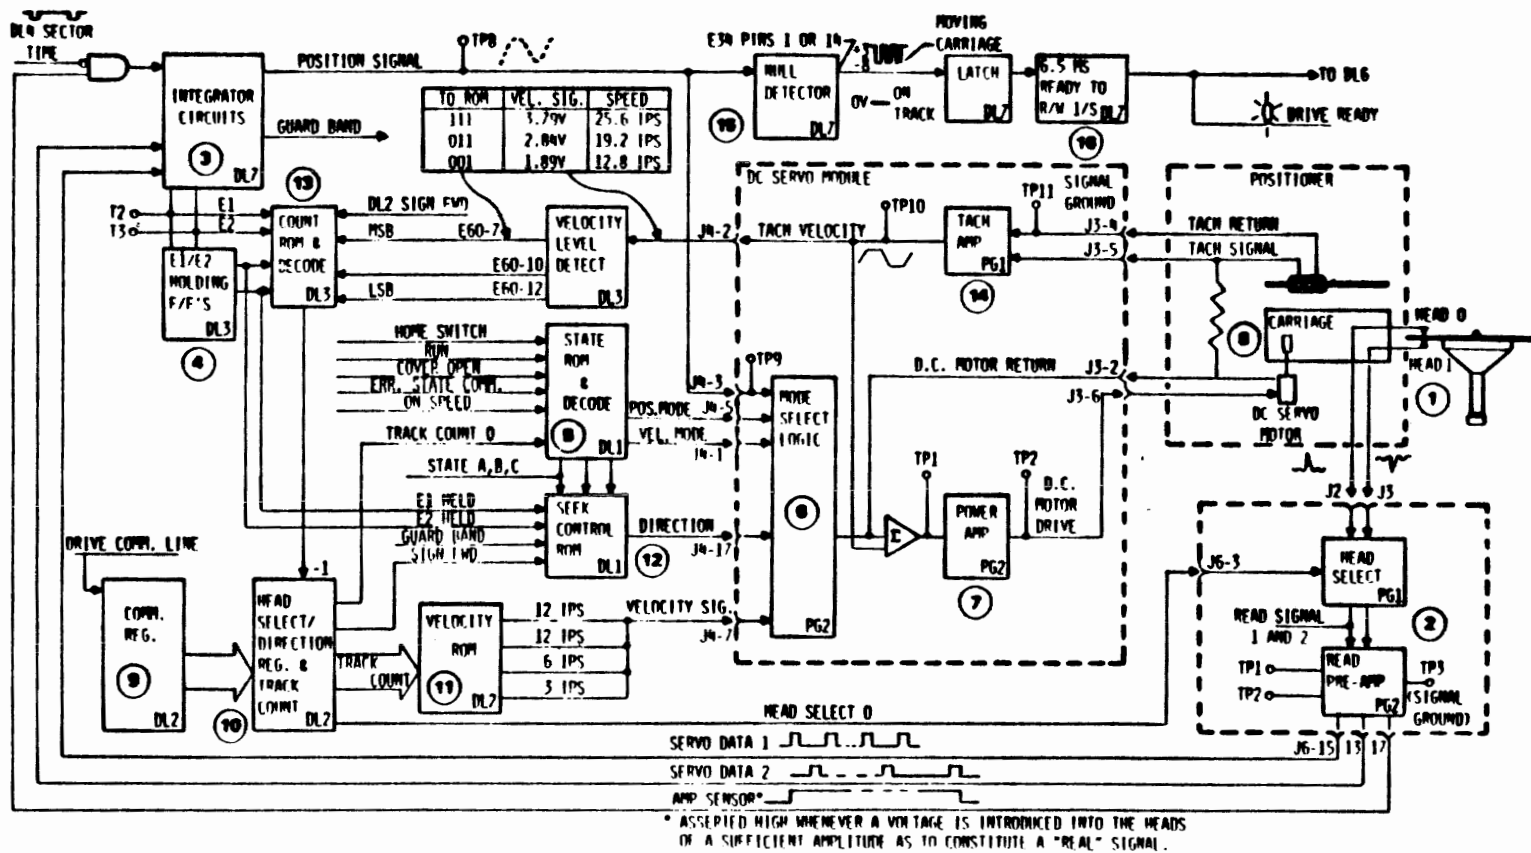 DL4 SECTOR
TIME
INTEGRATOR
CIRCUITS
3
DL7
POSITION SIGNAL
TP8
GUARD BAND
TO ROM VEL. SIG. SPEED
111 3.79V 25.6 IPS
011 2.84V 19.2 IPS
001 1.89V 12.8 IPS
E34 PINS 1 OR 14
MOVING
CARRIAGE
NULL
DETECTOR
DL7
15
0V — ON
TRACK
LATCH
DL7
6.5 MS
READY TO
R/W I/S
DL7
16
TO DL6
DRIVE READY
T2
T3
E1
E2
13
COUNT
ROM &
DECODE
DL3
DL2 SIGN FWD
MSB
E60-7
E60-10
E60-12
LSB
VELOCITY
LEVEL
DETECT
DL3
E1/E2
HOLDING
F/F'S
DL3
4
DC SERVO MODULE
J4-2
TACH VELOCITY
TP10
TACH
AMP
PG1
14
TP11
SIGNAL
GROUND
J3-4
J3-5
POSITIONER
TACH RETURN
TACH SIGNAL
CARRIAGE
8
DC SERVO
MOTOR
HEAD 0
HEAD 1
1
HOME SWITCH
RUN
COVER OPEN
ERR. STATE COMM.
ON SPEED
TRACK COUNT 0
STATE
ROM
&
DECODE
DL1
POS.MODE
VEL. MODE
J4-3
J4-5
J4-1
TP9
MODE
SELECT
LOGIC
6
PG2
D.C. MOTOR RETURN
J3-2
J3-6
TP1
TP2
Σ
POWER
AMP
PG2
7
D.C.
MOTOR
DRIVE
STATE A,B,C
E1 HELD
E2 HELD
GUARD BAND
SIGN FWD
SEEK
CONTROL
ROM
DL1
DIRECTION
12
J4-17
DRIVE COMM. LINE
COMM.
REG.
9
DL2
-1
HEAD
SELECT/
DIRECTION
REG. &
TRACK
COUNT
DL2
10
TRACK
COUNT
VELOCITY
ROM
11
DL2
12 IPS
12 IPS
6 IPS
3 IPS
VELOCITY SIG.
J4-7
J2
J3
J6-3
HEAD
SELECT
PG1
READ SIGNAL
1 AND 2
2
READ
PRE-AMP
PG2
TP1
TP2
TP3
(SIGNAL
GROUND)
J6-15 13 17
HEAD SELECT 0
SERVO DATA 1
SERVO DATA 2
AMP SENSOR*
* ASSERTED HIGH WHENEVER A VOLTAGE IS INTRODUCED INTO THE HEADS
OF A SUFFICIENT AMPLITUDE AS TO CONSTITUTE A "REAL" SIGNAL.